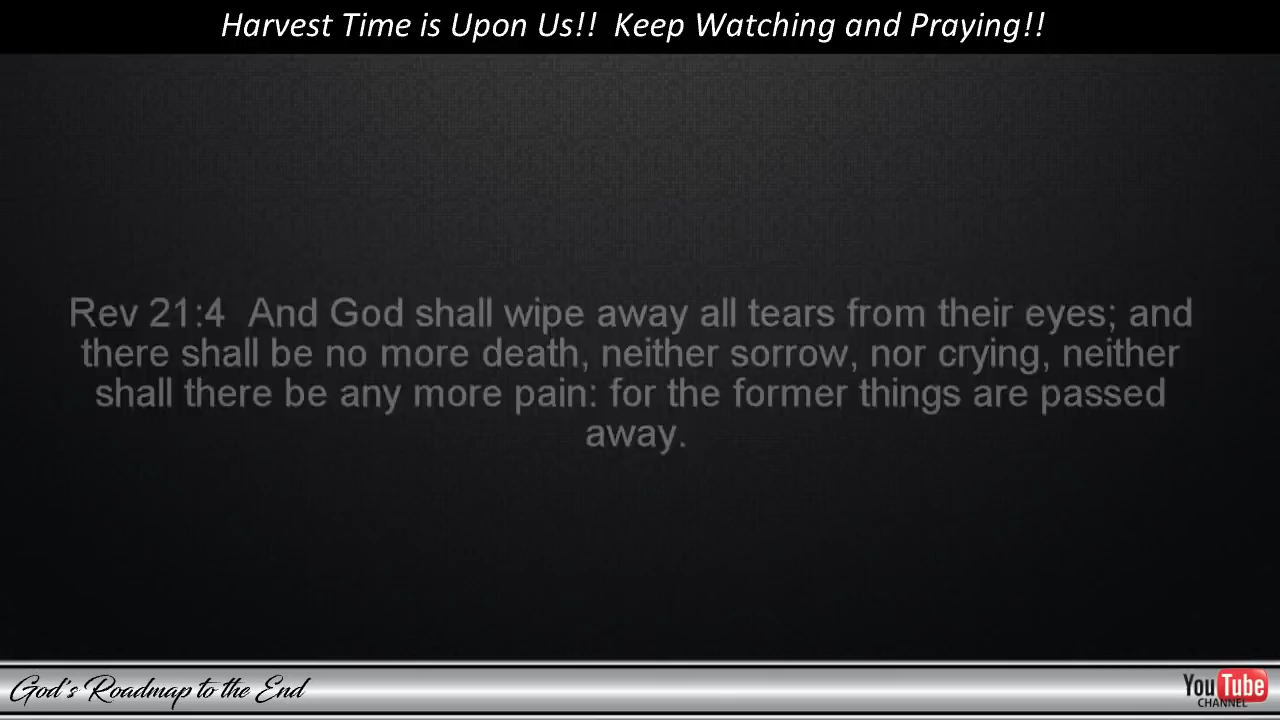 Harvest Time is Upon Us!!  Keep Watching and Praying!!
Rev 21:4  And God shall wipe away all tears from their eyes; and
there shall be no more death, neither sorrow, nor crying, neither
shall there be any more pain: for the former things are passed
away.
God's Roadmap to the End
YouTube
CHANNEL